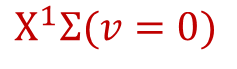 X¹Σ(𝑣 = 0)